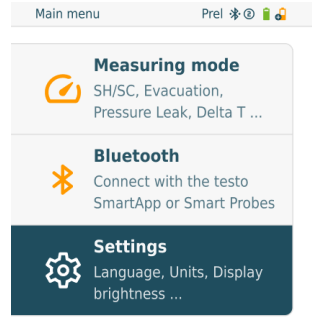 Main menu Prel 2
Measuring mode
SH/SC, Evacuation,
Pressure Leak, Delta T ...
Bluetooth
Connect with the testo
SmartApp or Smart Probes
Settings
Language, Units, Display
brightness ...